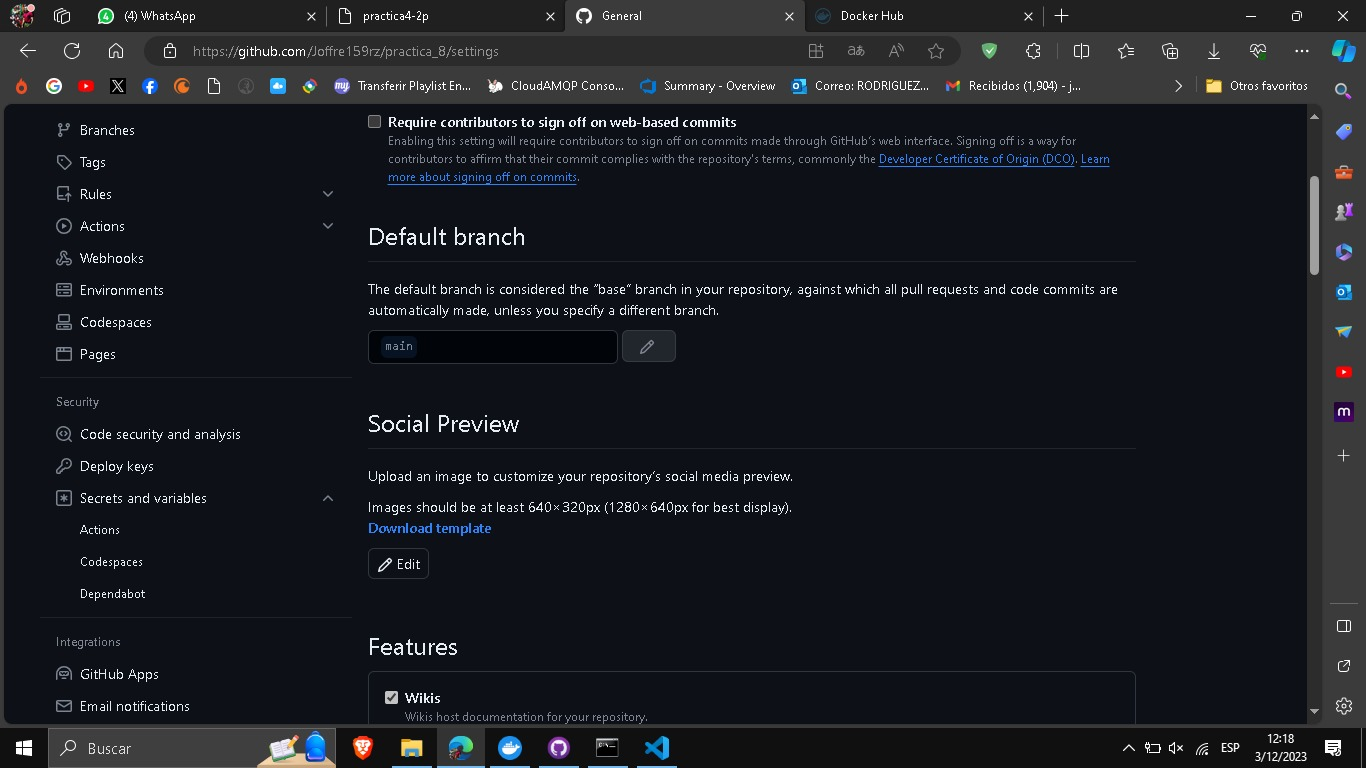 (4) WhatsApp
practica4-2p
General
Docker Hub
https://github.com/Joffre159rz/practica_8/settings
Transferir Playlist En...
CloudAMQP Conso...
Summary - Overview
Correo: RODRIGUEZ...
Recibidos (1,904) - j...
Otros favoritos
Branches
Tags
Rules
Actions
Webhooks
Environments
Codespaces
Pages
Security
Code security and analysis
Deploy keys
Secrets and variables
Actions
Codespaces
Dependabot
Integrations
GitHub Apps
Email notifications
Require contributors to sign off on web-based commits
Enabling this setting will require contributors to sign off on commits made through GitHub's web interface. Signing off is a way for
contributors to affirm that their commit complies with the repository's terms, commonly the Developer Certificate of Origin (DCO). Learn
more about signing off on commits.
Default branch
The default branch is considered the “base” branch in your repository, against which all pull requests and code commits are
automatically made, unless you specify a different branch.
main
Social Preview
Upload an image to customize your repository's social media preview.
Images should be at least 640×320px (1280×640px for best display).
Download template
Edit
Features
Wikis
Wikis host documentation for your repository.
Buscar
ESP
12:18
3/12/2023